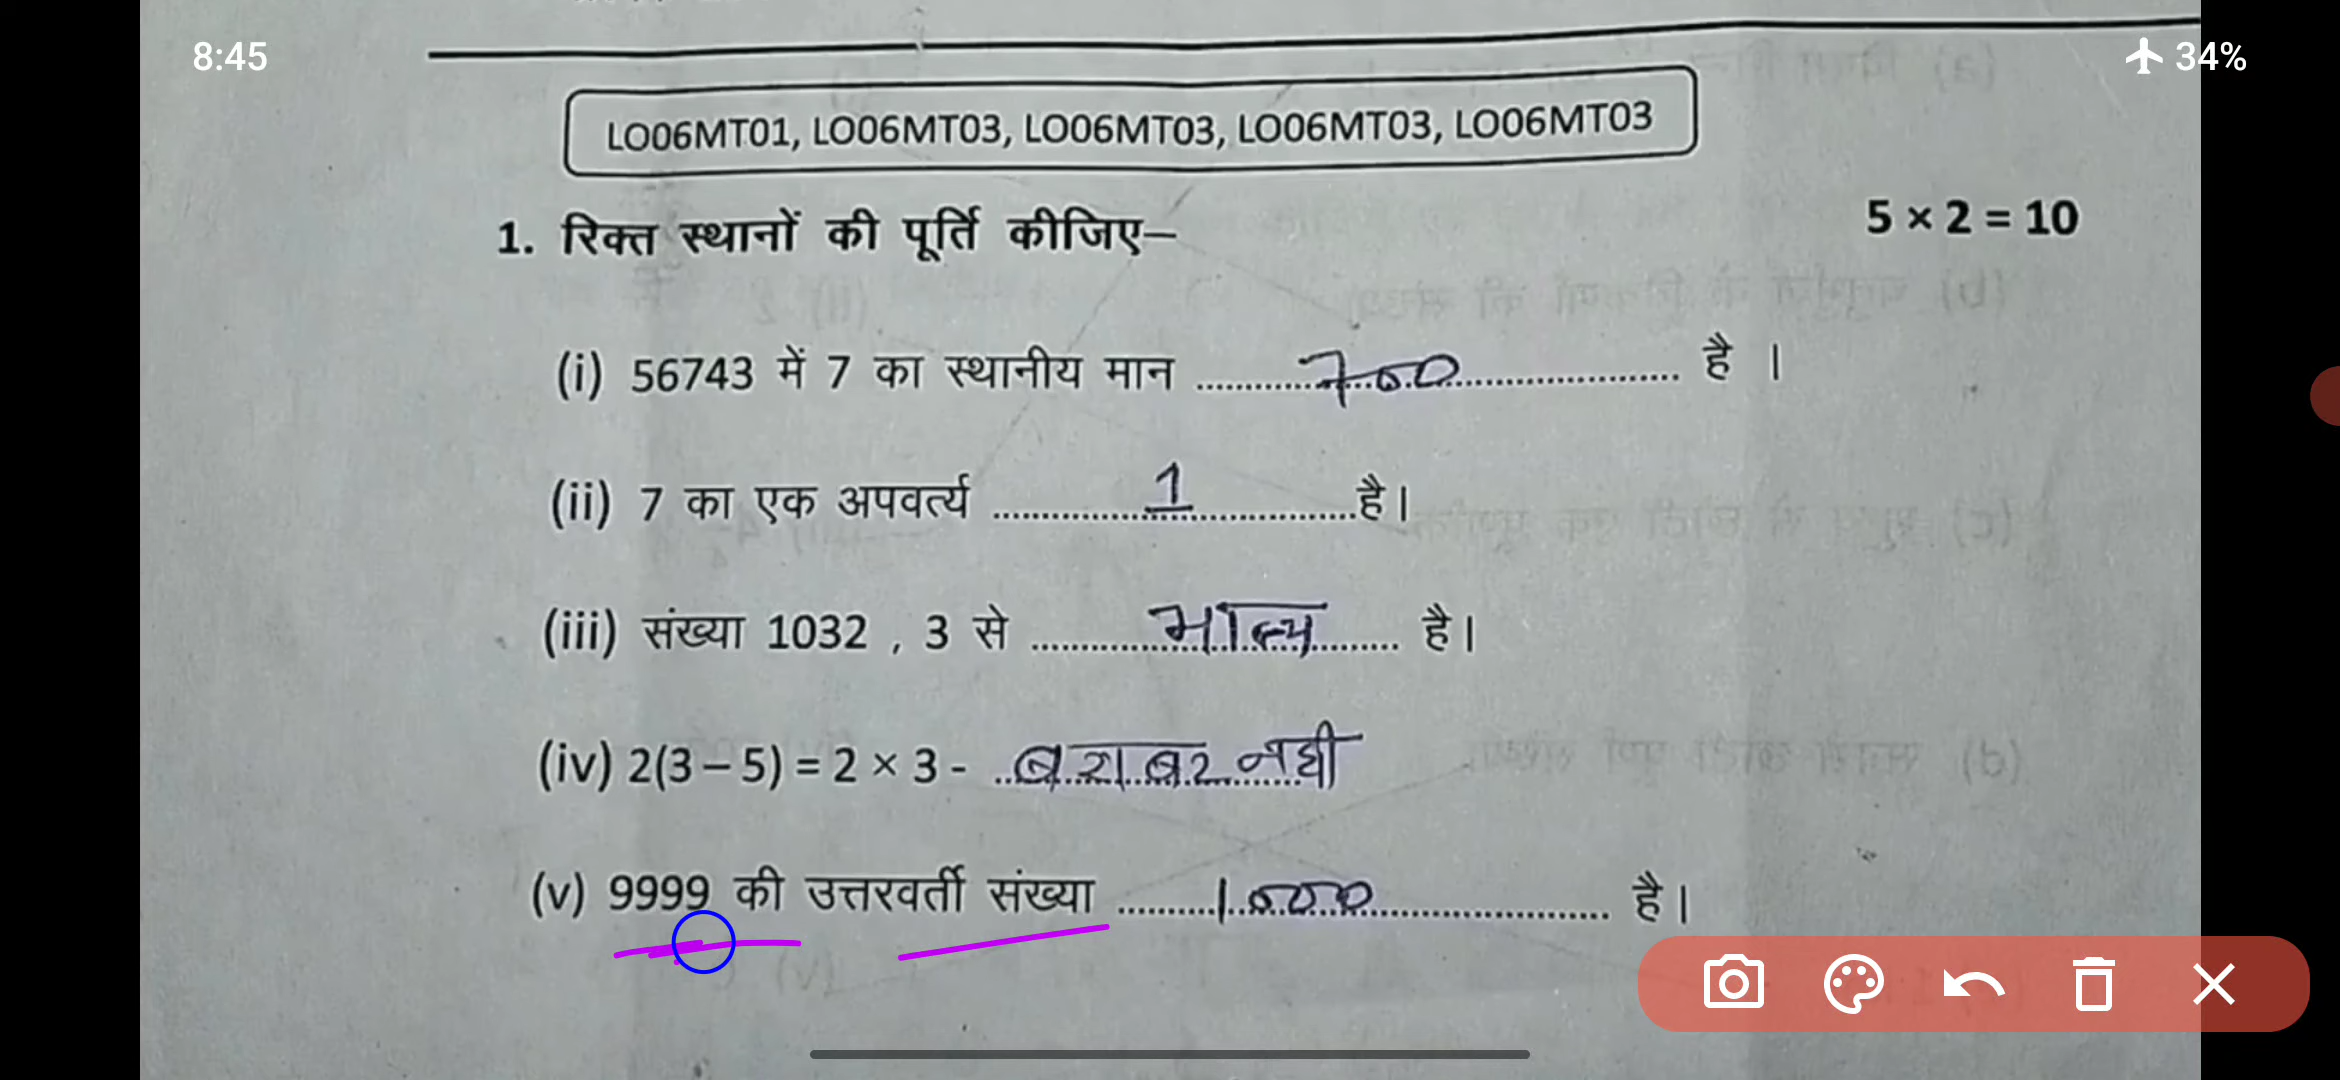 8:45
34%
LO06MT01, LO06MT03, LO06MT03, LO06MT03, LO06MT03
1. रिक्त स्थानों की पूर्ति कीजिए— 5 × 2 = 10
(i) 56743 में 7 का स्थानीय मान ........700........ है ।
(ii) 7 का एक अपवर्त्य ........1........है।
(iii) संख्या 1032 , 3 से ........भाज्य........ है।
(iv) 2(3 – 5) = 2 × 3 - ........बराबर नही
(v) 9999 की उत्तरवर्ती संख्या ........1000........ है।